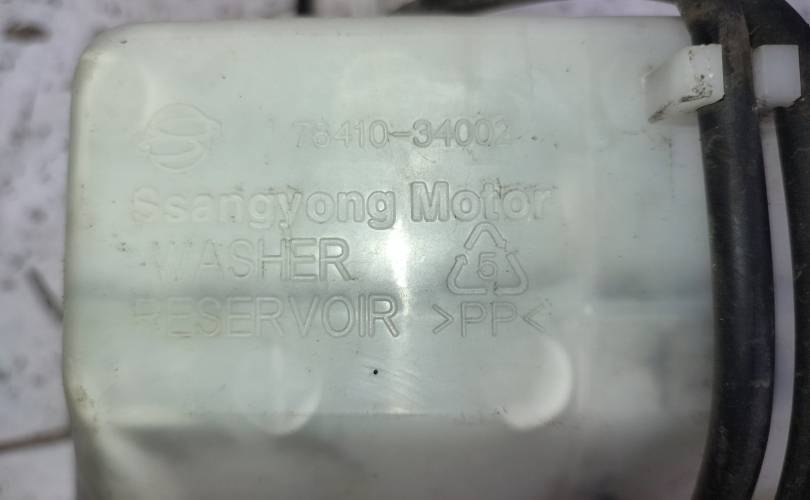 78410-34002
Ssangyong Motor
WASHER
5
RESERVOIR >PP<